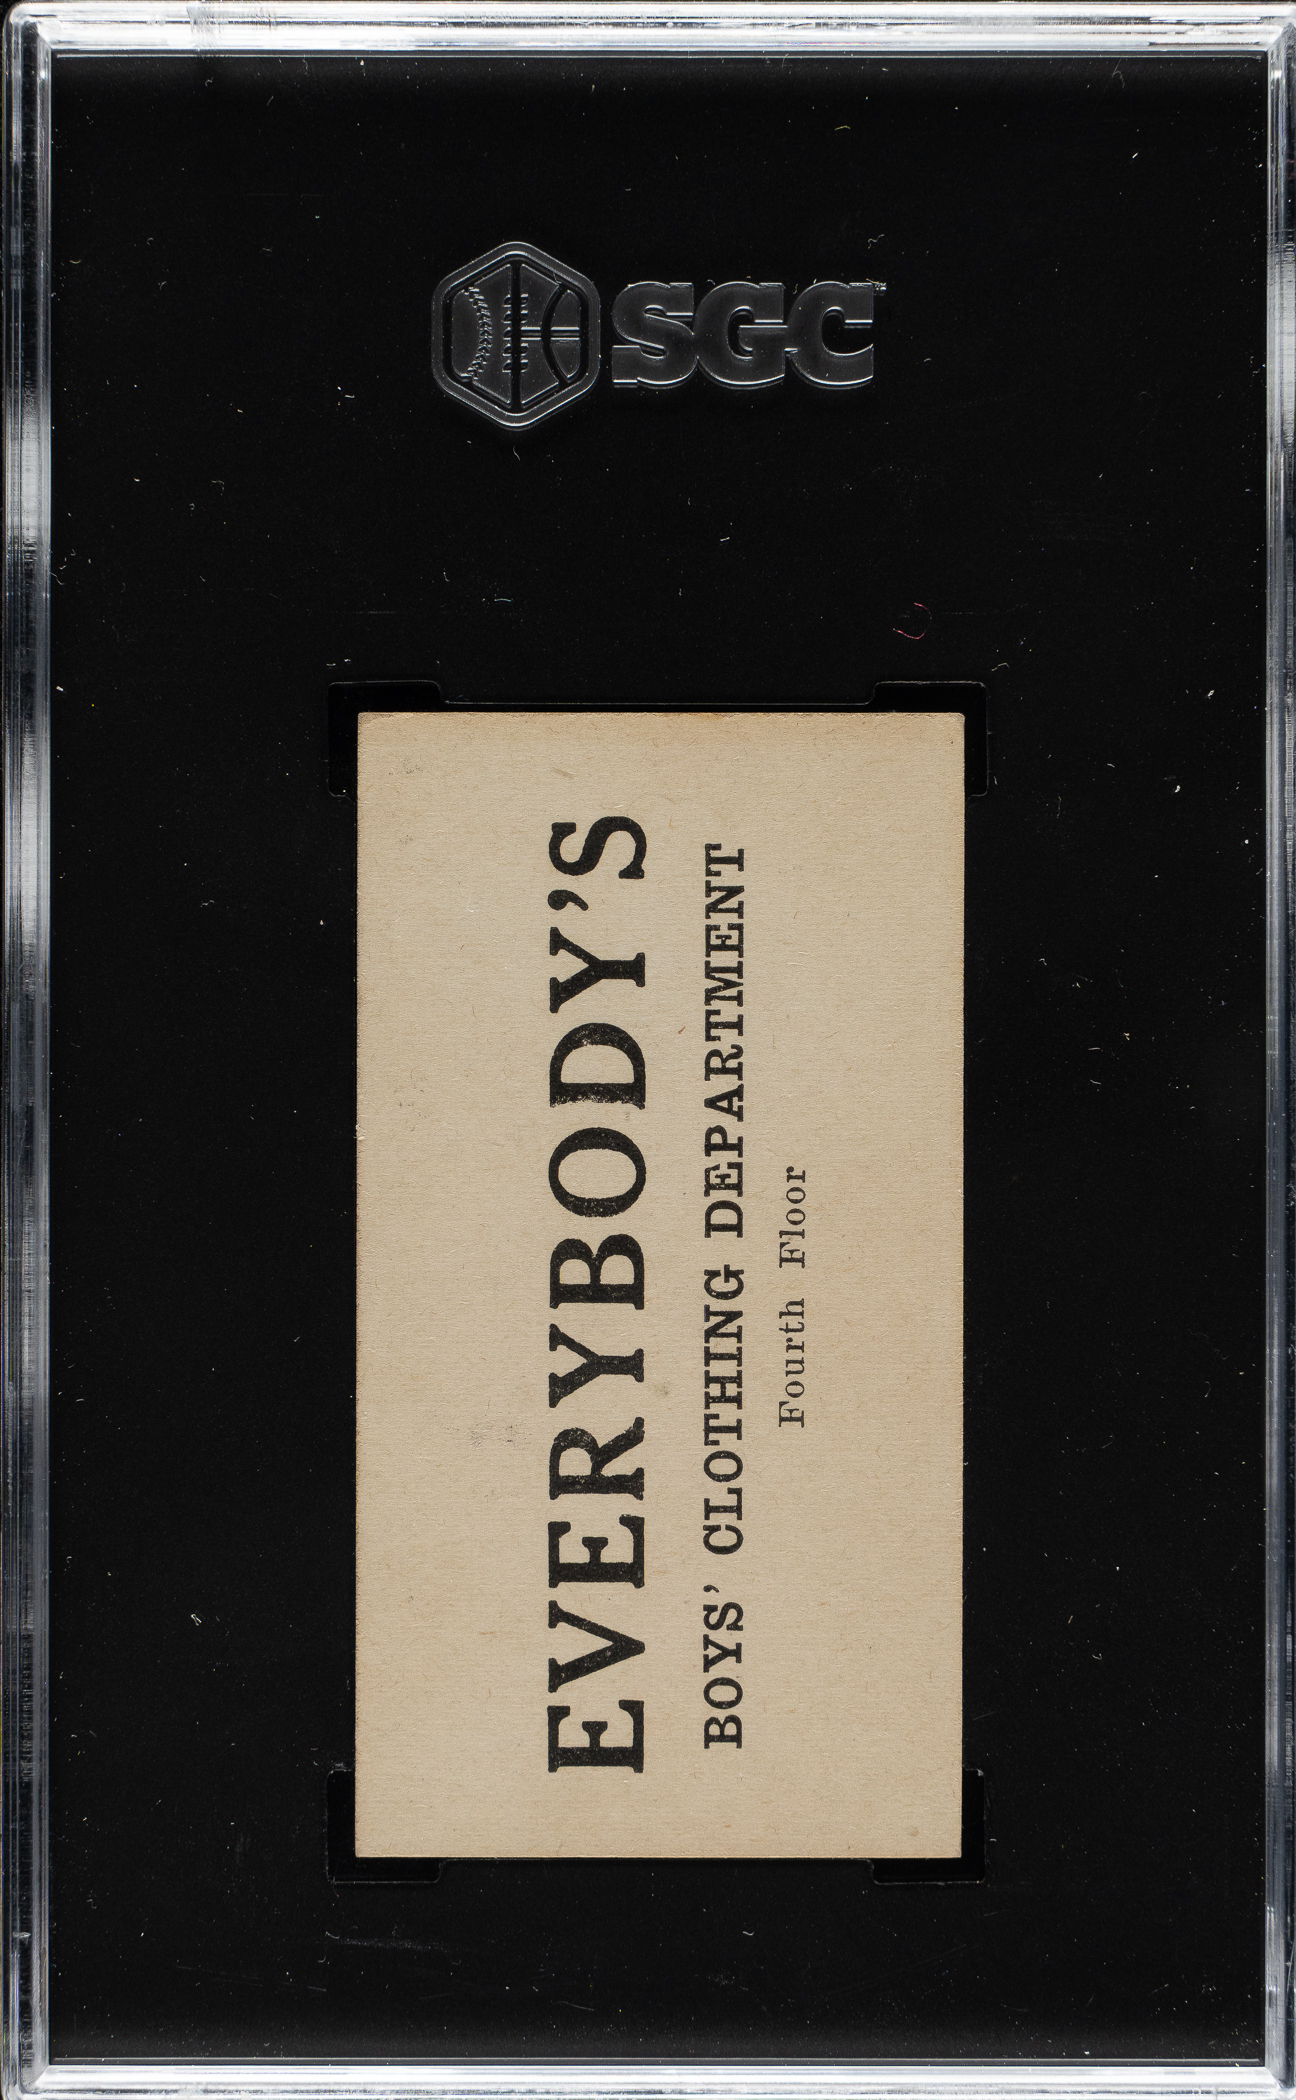 SGC
EVERYBODY'S
BOYS' CLOTHING DEPARTMENT
Fourth Floor